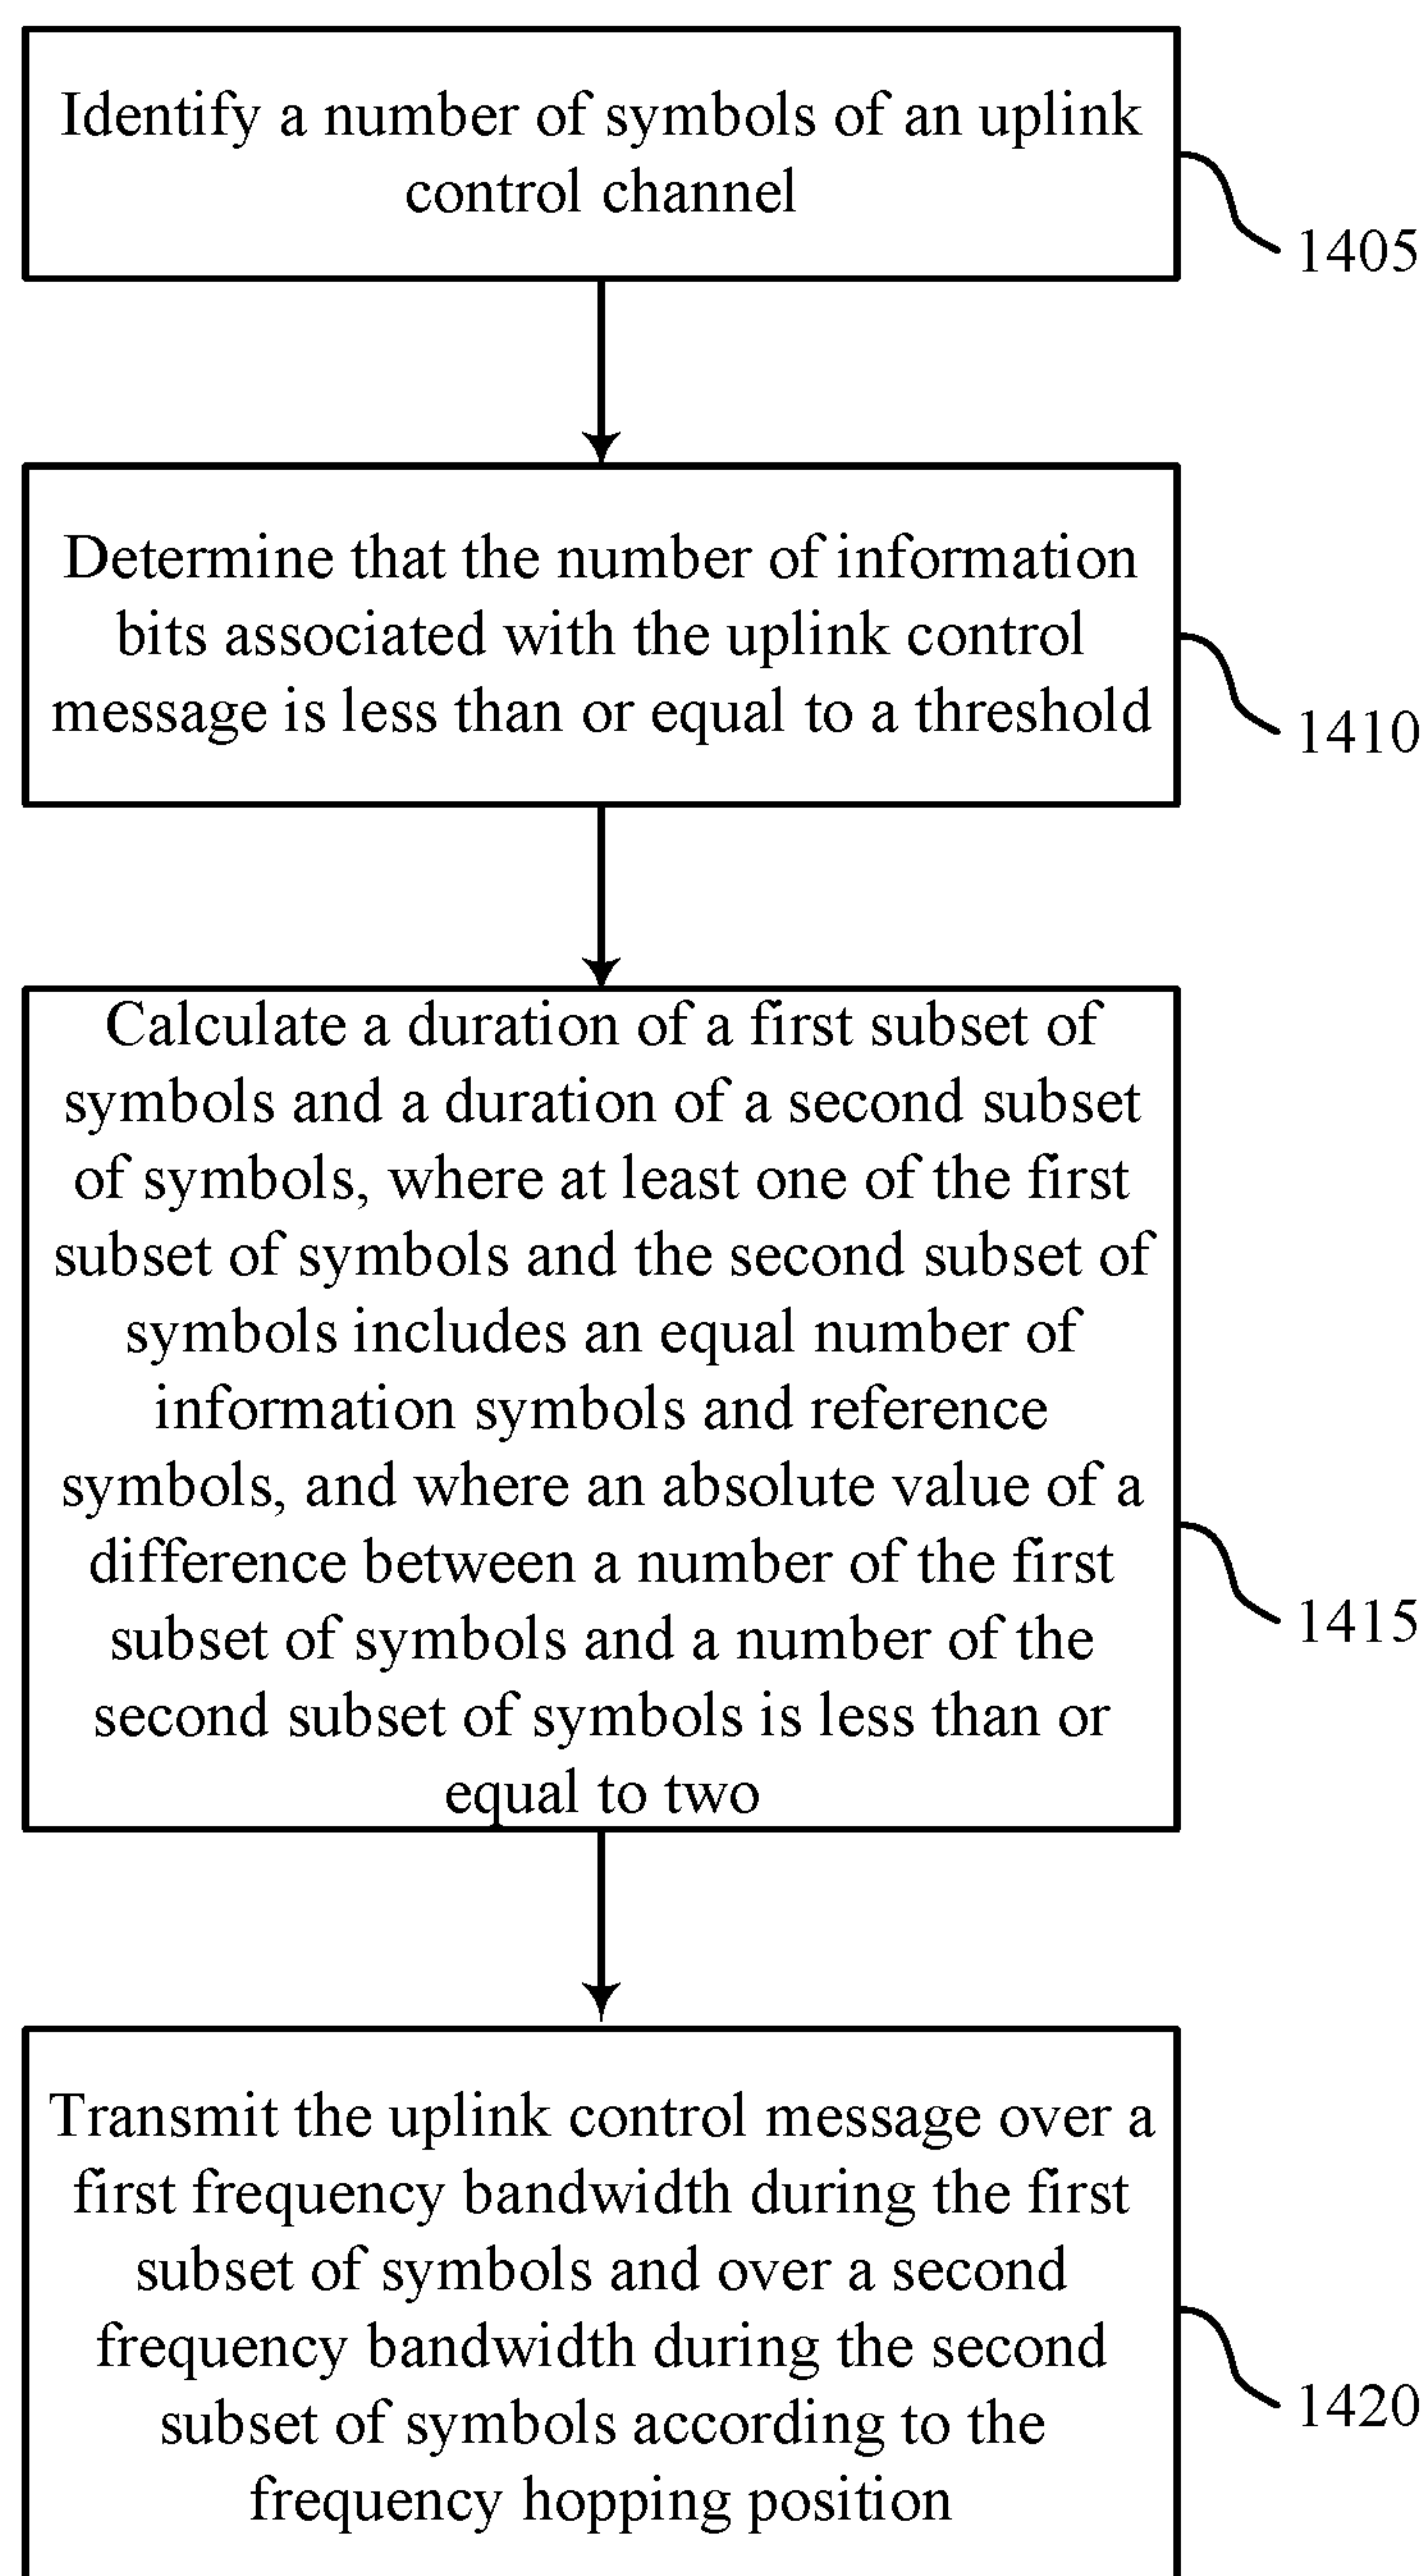 Identify a number of symbols of an uplink
control channel
1405
Determine that the number of information
bits associated with the uplink control
message is less than or equal to a threshold
1410
Calculate a duration of a first subset of
symbols and a duration of a second subset
of symbols, where at least one of the first
subset of symbols and the second subset of
symbols includes an equal number of
information symbols and reference
symbols, and where an absolute value of a
difference between a number of the first
subset of symbols and a number of the
second subset of symbols is less than or
equal to two
1415
Transmit the uplink control message over a
first frequency bandwidth during the first
subset of symbols and over a second
frequency bandwidth during the second
subset of symbols according to the
frequency hopping position
1420